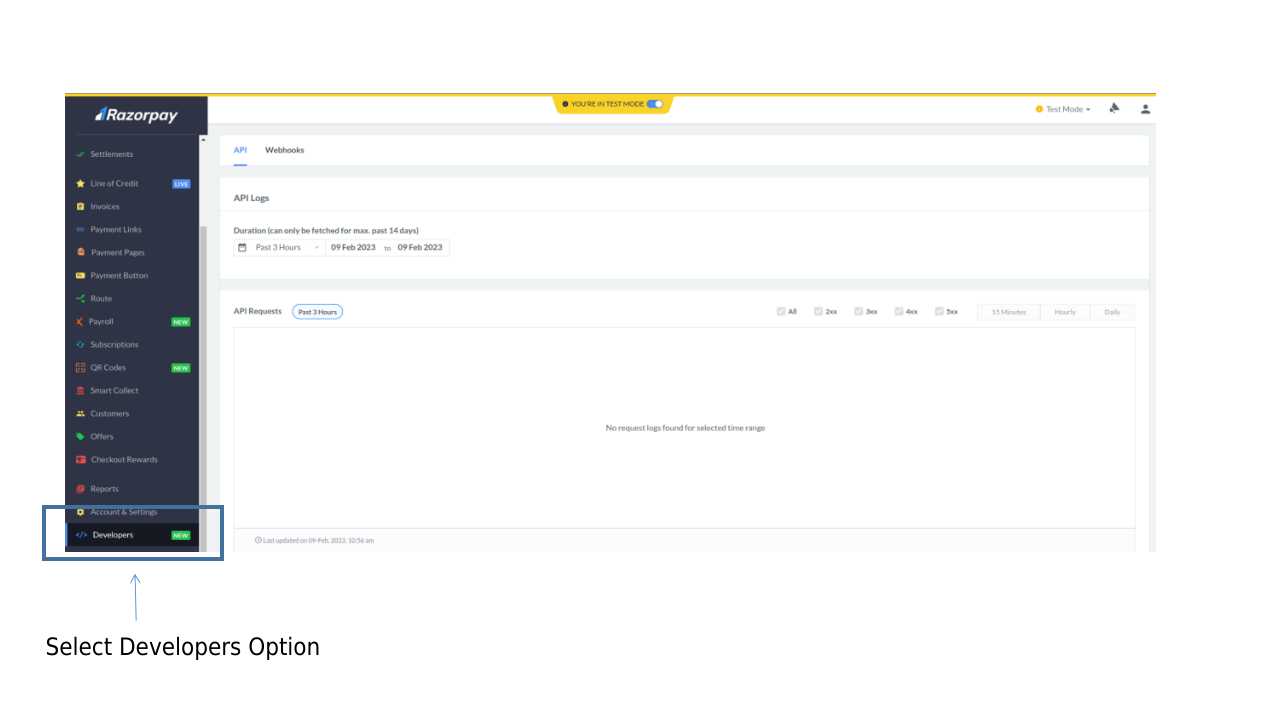 Razorpay
YOU'RE IN TEST MODE
Test Mode
Settlements
Line of Credit LIVE
Invoices
Payment Links
Payment Pages
Payment Button
Route
Payroll NEW
Subscriptions
QR Codes NEW
Smart Collect
Customers
Offers
Checkout Rewards
Reports
Account & Settings
</> Developers NEW
API Webhooks
API Logs
Duration (can only be fetched for max. past 14 days)
Past 3 Hours 09 Feb 2023 to 09 Feb 2023
API Requests Past 3 Hours All 2xx 3xx 4xx 5xx 15 Minutes Hourly Daily
No request logs found for selected time range
Last updated on 09-Feb, 2023, 10:56 am
Select Developers Option